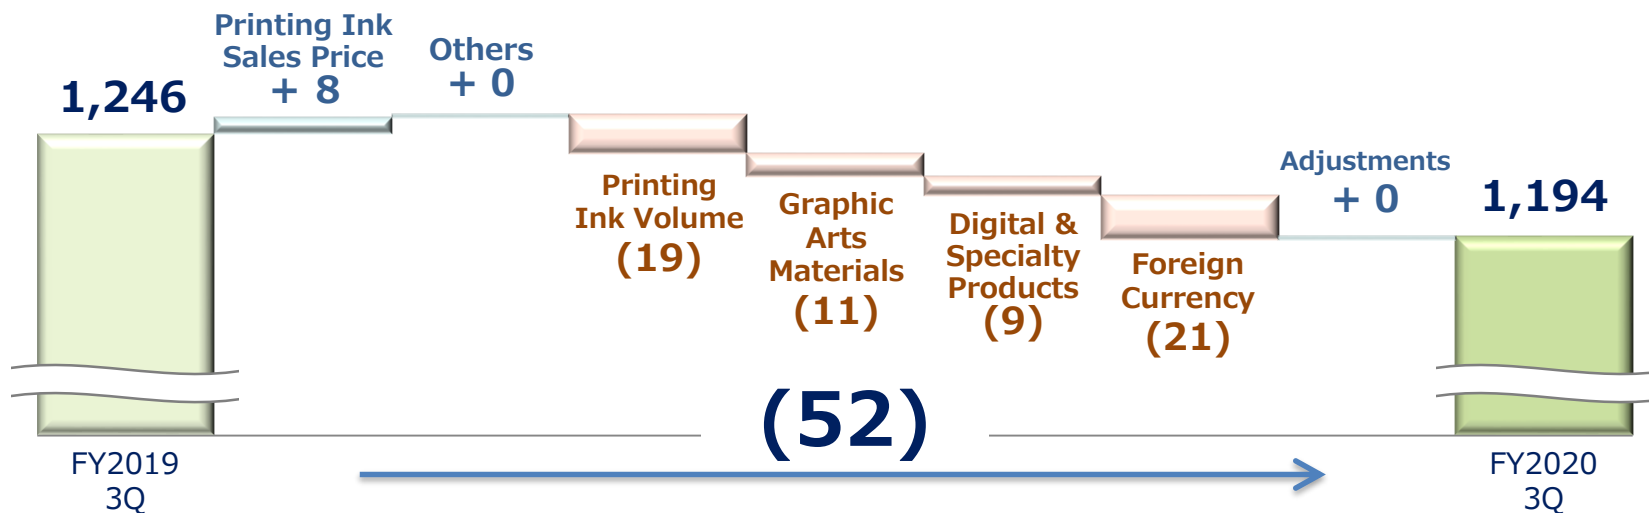 1,246
Printing Ink
Sales Price
+ 8
Others
+ 0
Printing
Ink Volume
(19)
Graphic
Arts
Materials
(11)
Digital &
Specialty
Products
(9)
Foreign
Currency
(21)
Adjustments
+ 0
1,194
(52)
FY2019
3Q
FY2020
3Q